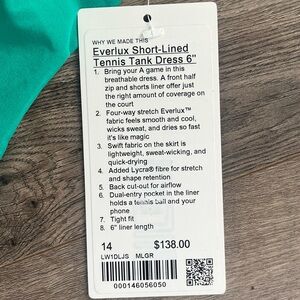 WHY WE MADE THIS
Everlux Short-Lined
Tennis Tank Dress 6"
1. Bring your A game in this
breathable dress. A front half
zip and shorts liner offer just
the right amount of coverage on
the court
2. Four-way stretch Everlux™
fabric feels smooth and cool,
wicks sweat, and dries so fast
it's like magic
3. Swift fabric on the skirt is
lightweight, sweat-wicking, and
quick-drying
4. Added Lycra® fibre for stretch
and shape retention
5. Back cut-out for airflow
6. Dual-entry pocket in the liner
holds a tennis ball and your
phone
7. Tight fit
8. 6" liner length
14 $138.00
LW1DLJS MLGR
000146056050